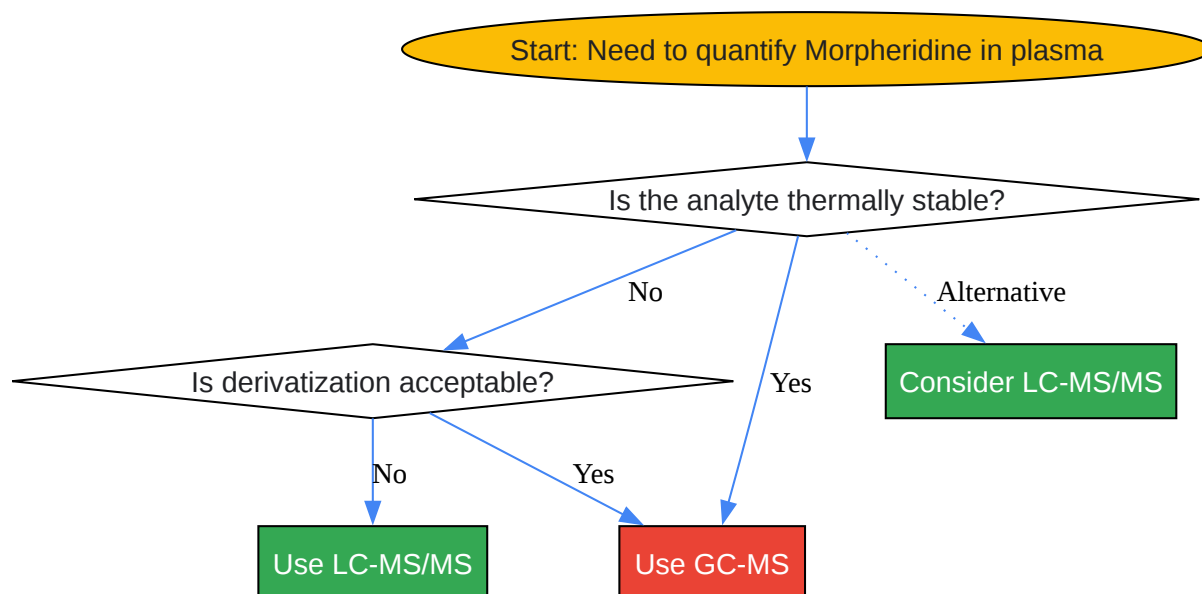 Start: Need to quantify Morpheridine in plasma
Is the analyte thermally stable?
No
Alternative
Yes
Is derivatization acceptable?
Consider LC-MS/MS
No
Yes
Use LC-MS/MS
Use GC-MS